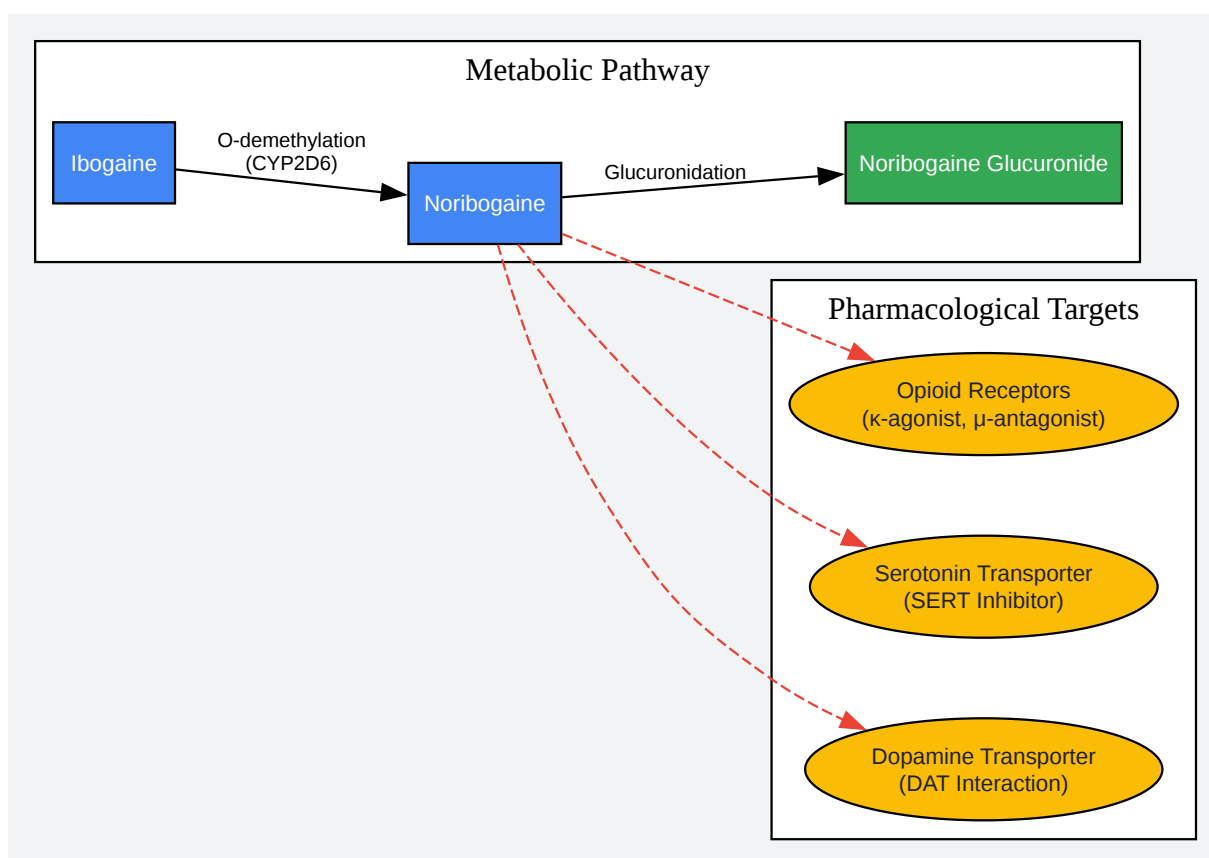 Metabolic Pathway
Ibogaine
O-demethylation
(CYP2D6)
Noribogaine
Glucuronidation
Noribogaine Glucuronide
Pharmacological Targets
Opioid Receptors
(κ-agonist, μ-antagonist)
Serotonin Transporter
(SERT Inhibitor)
Dopamine Transporter
(DAT Interaction)